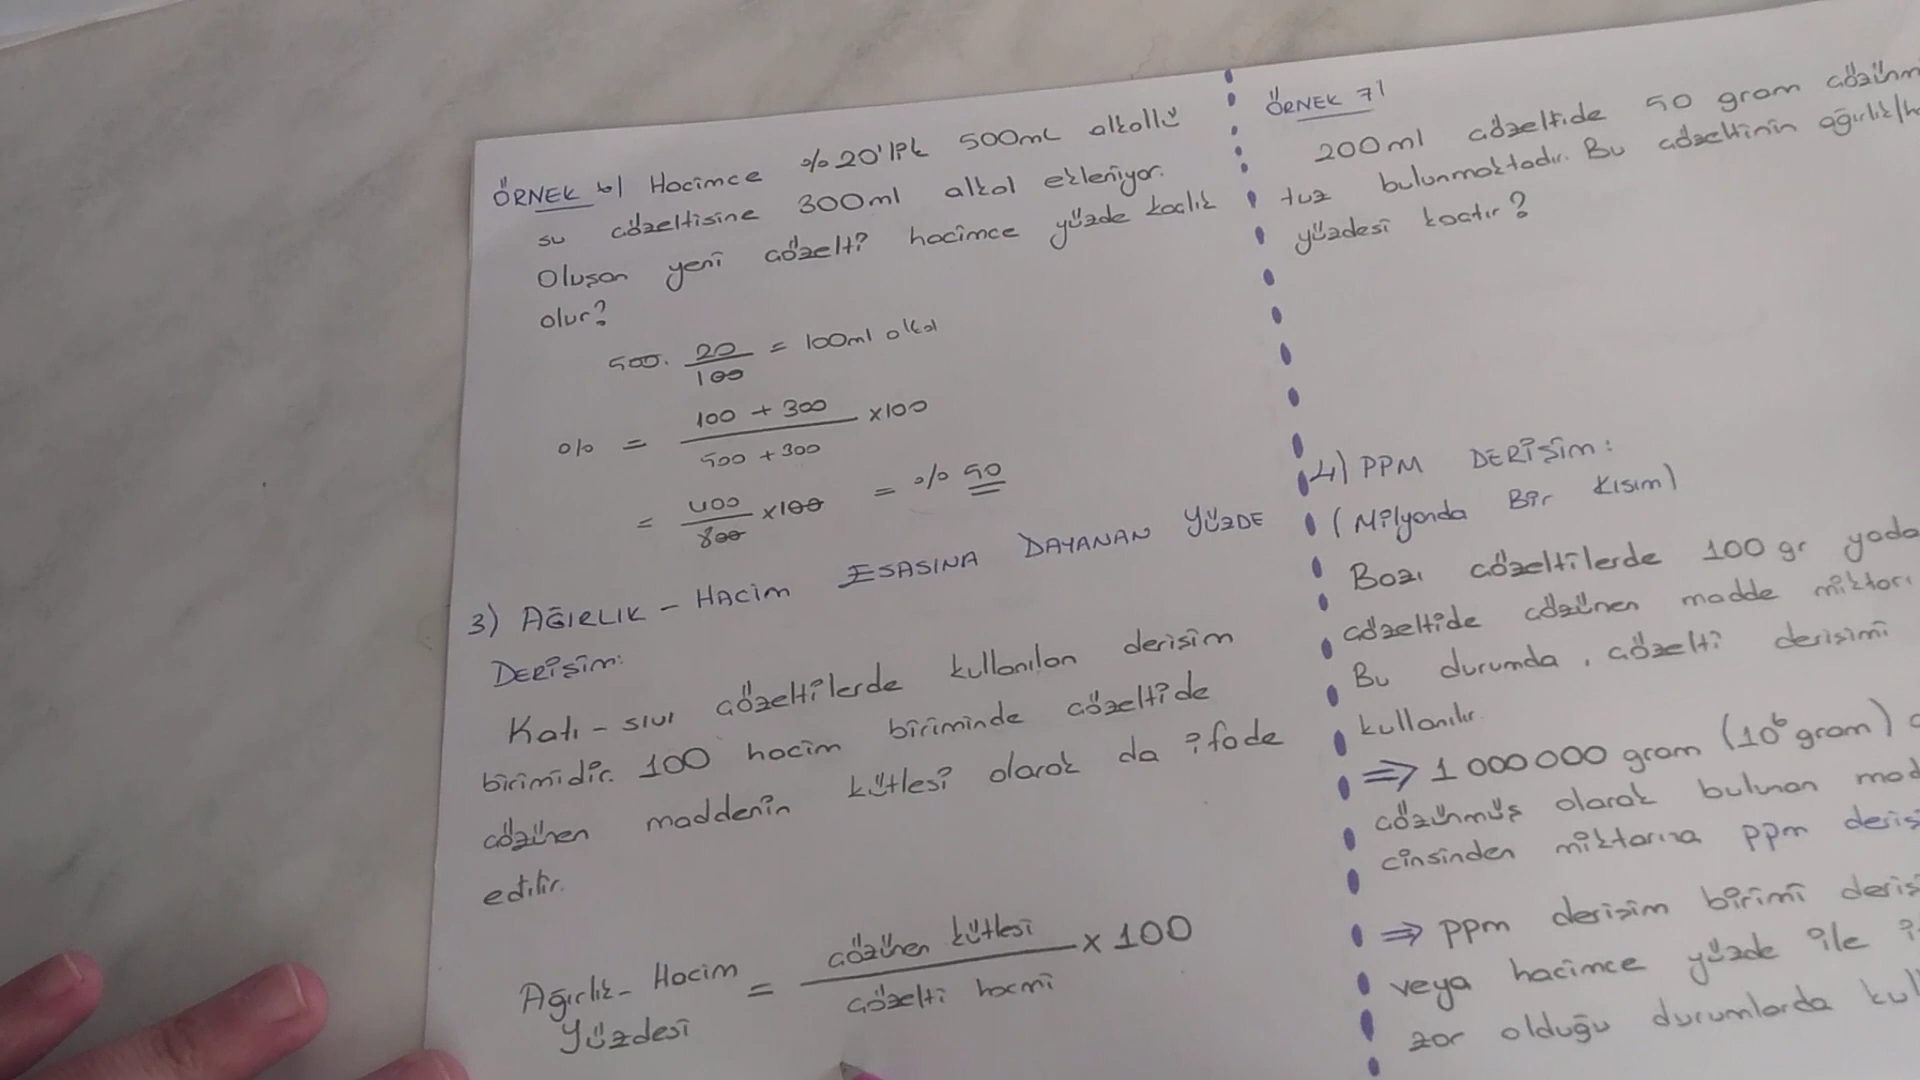 ÖRNEK 6) Hacimce %20'lik 500mL alkollü
su çözeltisine 300ml alkol ekleniyor.
Oluşan yeni çözelti hacimce yüzde kaçlık
olur?
500. 20/100 = 100ml alkol
% = 100 + 300 / 500 + 300 x100
= 400/800 x100 = % 50
3) AĞIRLIK - HACİM ESASINA DAYANAN YÜZDE
DERİŞİM:
Katı - sıvı çözeltilerde kullanılan derişim
birimidir. 100 hacim biriminde çözeltide
çözünen maddenin kütlesi olarak da ifade
edilir.
Ağırlık - Hacim Yüzdesi = çözünen kütlesi / çözelti hacmi x 100
ÖRNEK 7)
200ml çözeltide 50 gram
tuz bulunmaktadır. Bu çözeltinin
yüzdesi kaçtır?
4) PPM DERİŞİM:
(Milyonda Bir Kısım)
Bazı çözeltilerde 100 gr yada
çözeltide çözünen madde
Bu durumda, çözelti derişimi
kullanılır.
⇒ 1 000 000 gram (10⁶ gram)
çözünmüş olarak bulunan
cinsinden miktarına ppm
⇒ ppm derişim birimi
veya hacimce yüzde ile
zor olduğu durumlarda